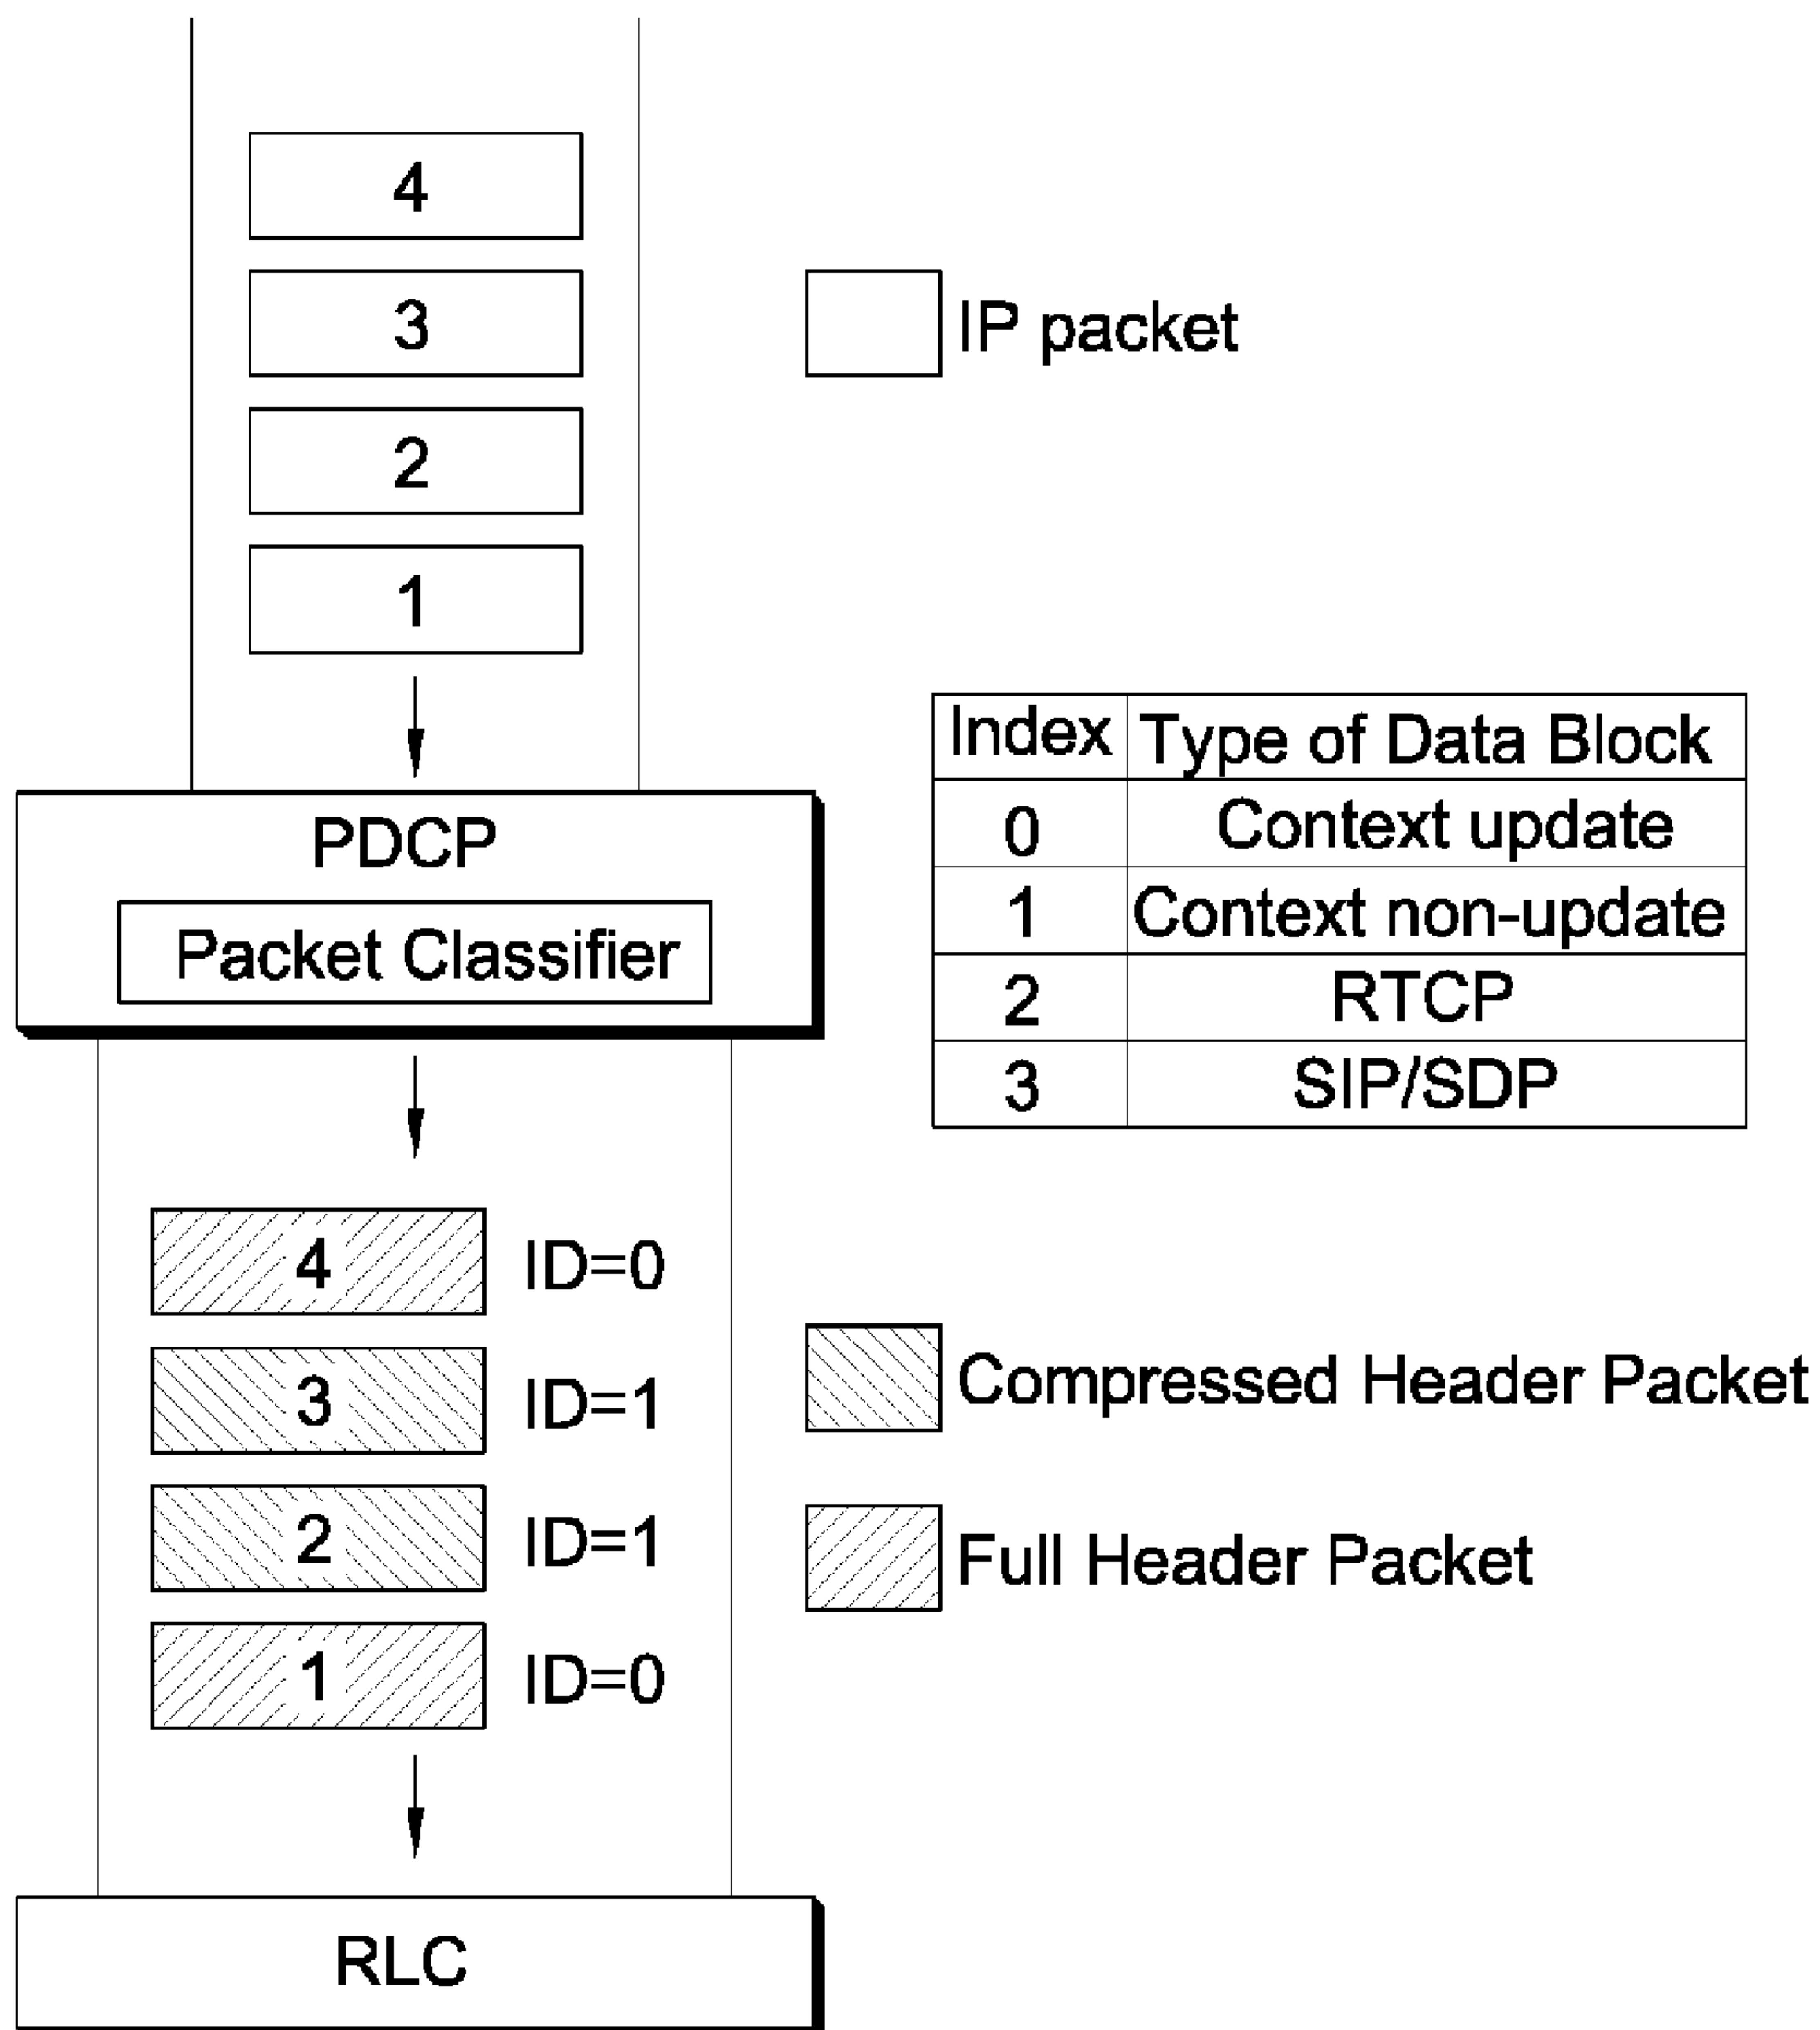 4
3
IP packet
2
1
Index Type of Data Block
0 Context update
1 Context non-update
2 RTCP
3 SIP/SDP
PDCP
Packet Classifier
4 ID=0
3 ID=1
2 ID=1
1 ID=0
Compressed Header Packet
Full Header Packet
RLC